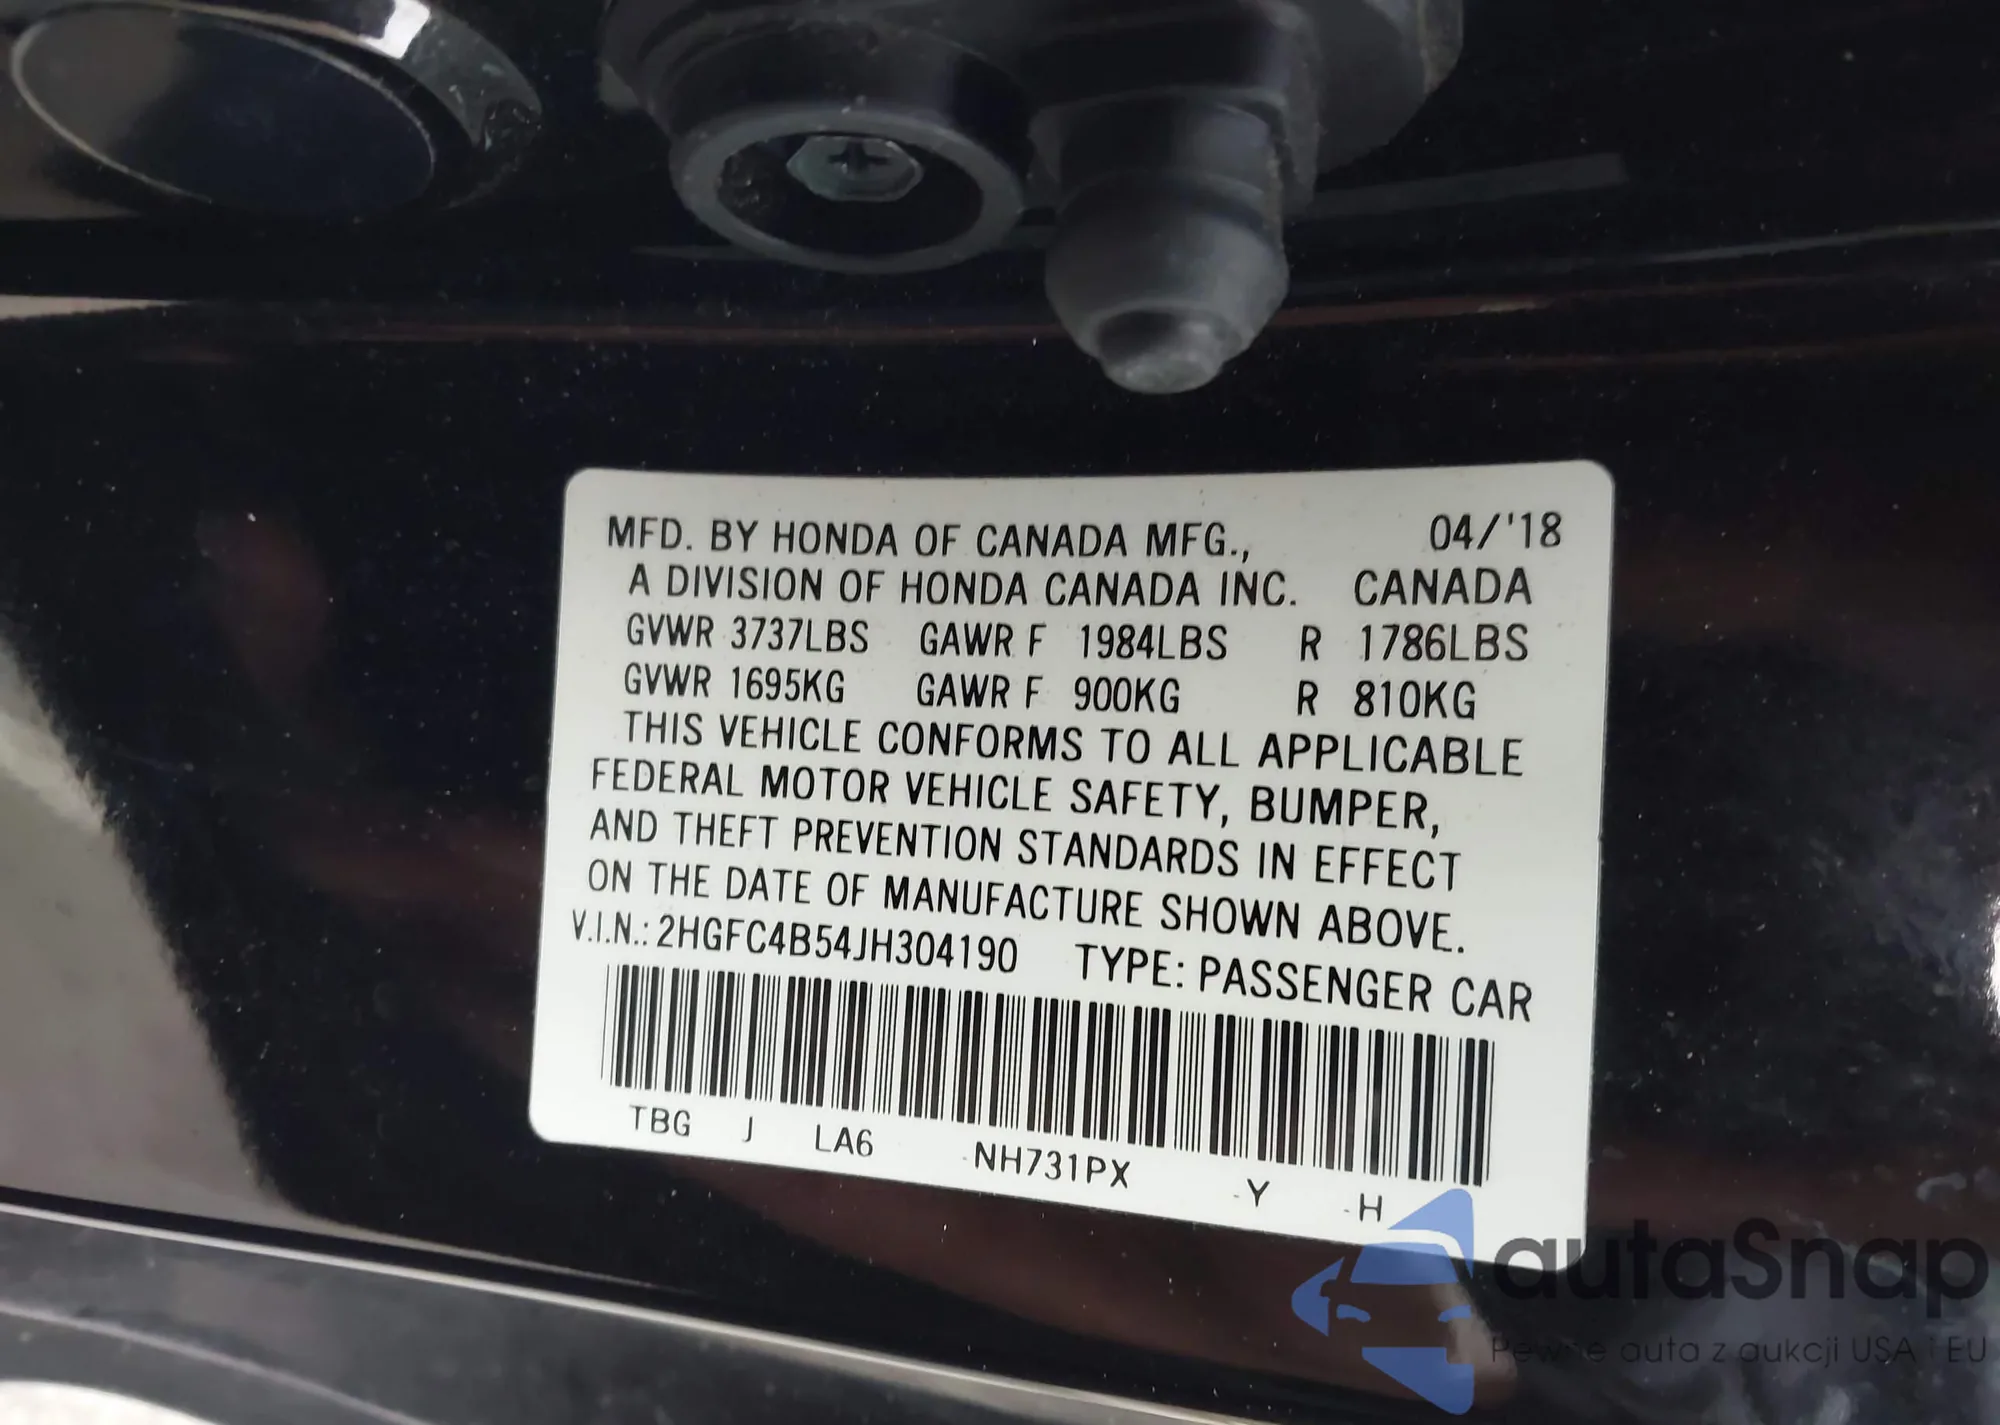 MFD. BY HONDA OF CANADA MFG., 04/'18
A DIVISION OF HONDA CANADA INC. CANADA
GVWR 3737LBS GAWR F 1984LBS R 1786LBS
GVWR 1695KG GAWR F 900KG R 810KG
THIS VEHICLE CONFORMS TO ALL APPLICABLE
FEDERAL MOTOR VEHICLE SAFETY, BUMPER,
AND THEFT PREVENTION STANDARDS IN EFFECT
ON THE DATE OF MANUFACTURE SHOWN ABOVE.
V.I.N.: 2HGFC4B54JH304190 TYPE: PASSENGER CAR
TBG J LA6 NH731PX Y H
autaSnap
Pewne auta z aukcji USA i EU